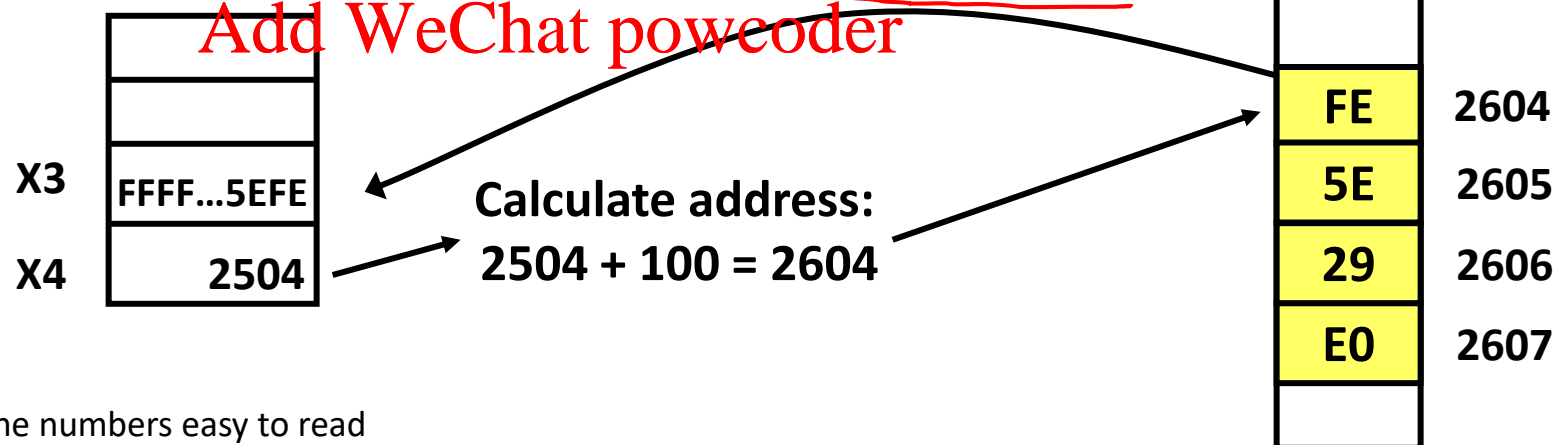 Add WeChat powcoder
FE 2604
X3 FFFF...5EFE 5E 2605
Calculate address:
2504 + 100 = 2604
X4 2504 29 2606
E0 2607
ne numbers easy to read